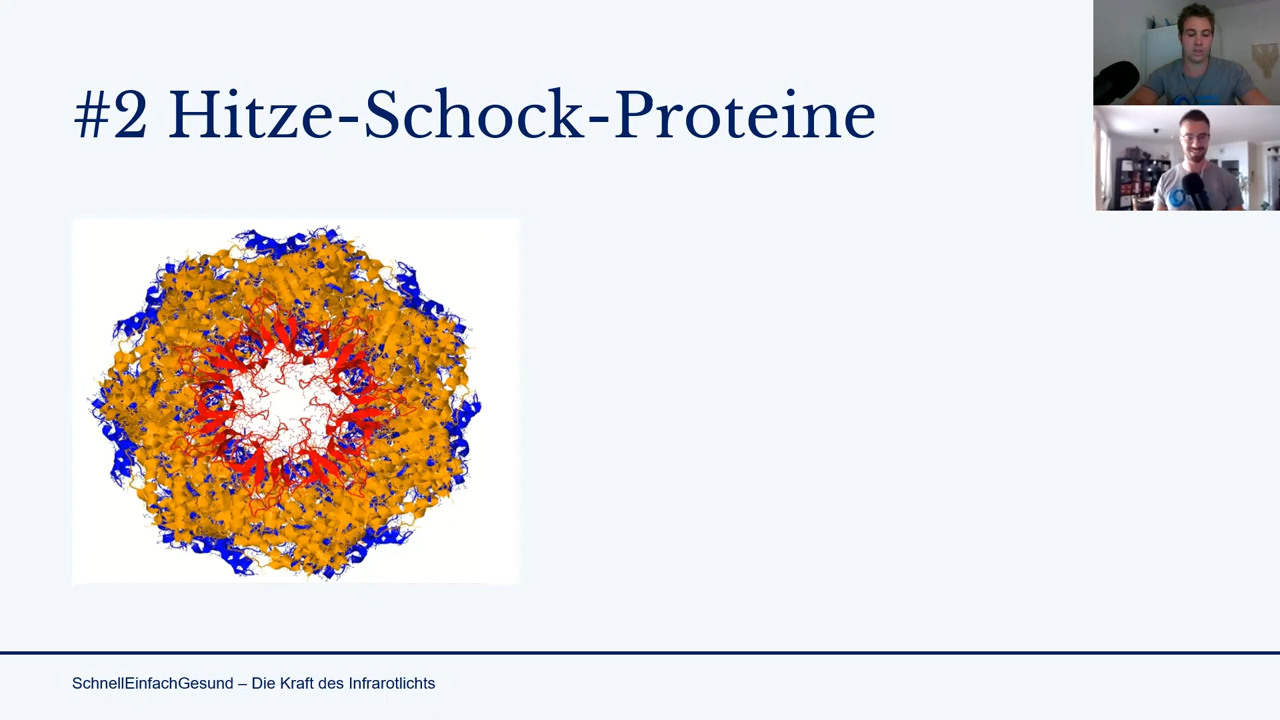 #2 Hitze-Schock-Proteine
SchnellEinfachGesund – Die Kraft des Infrarotlichts